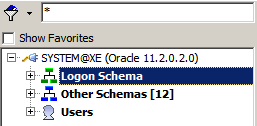 *
Show Favorites
SYSTEM@XE (Oracle 11.2.0.2.0)
Logon Schema
Other Schemas [12]
Users